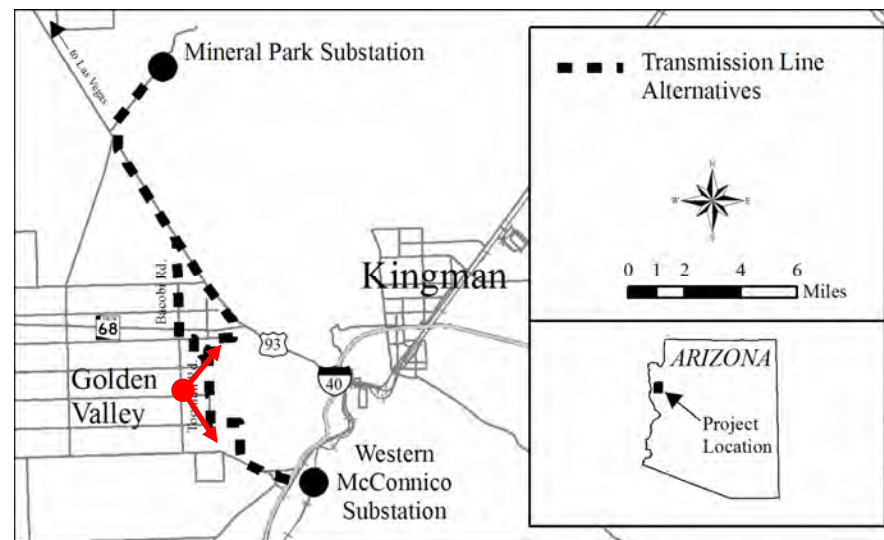 Mineral Park Substation
to Las Vegas
Transmission Line
Alternatives
N
W
E
S
0 1 2 4 6
Miles
Kingman
Bacobi Rd.
68
93
40
Golden
Valley
Rd.
Western
McConnico
Substation
ARIZONA
Project
Location